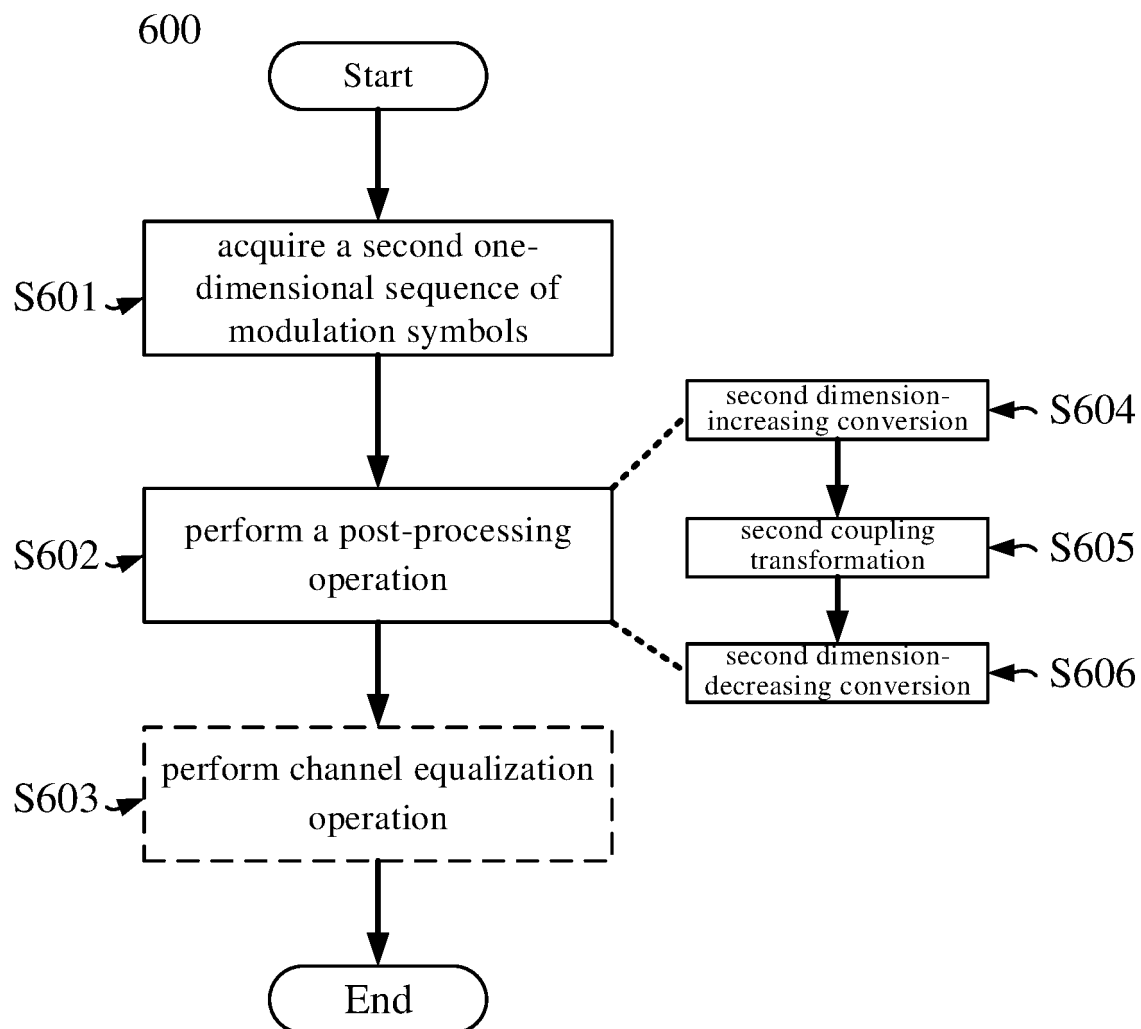 600
Start
acquire a second one-
dimensional sequence of
modulation symbols
S601
second dimension-
increasing conversion
S604
perform a post-processing
operation
S602
second coupling
transformation
S605
second dimension-
decreasing conversion
S606
perform channel equalization
operation
S603
End